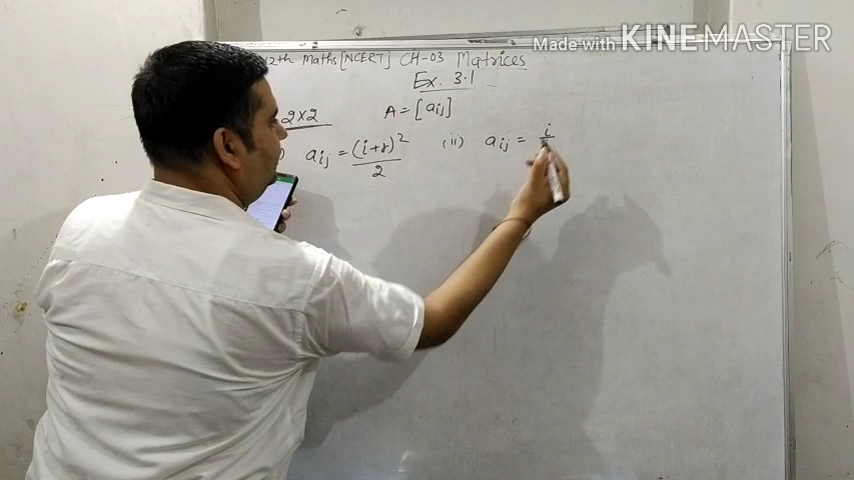 Made with KINEMASTER
12th Maths [NCERT] CH-03 Matrices
Ex. 3.1
2×2 A = [aij]
) aij = (i+j)²/2 (ii) aij = i/